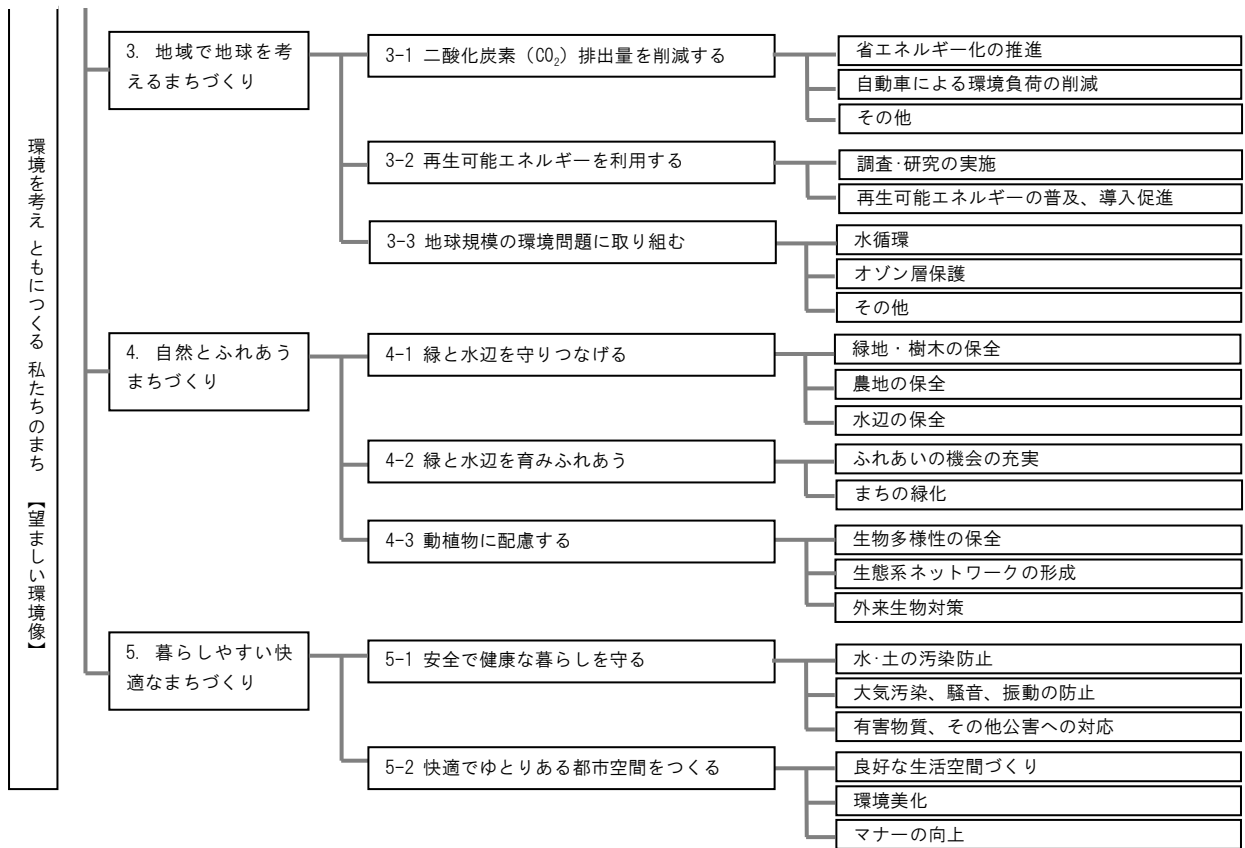 環境を考え ともにつくる 私たちのまち 【望ましい環境像】
3. 地域で地球を考
えるまちづくり
3-1 二酸化炭素（CO₂）排出量を削減する
省エネルギー化の推進
自動車による環境負荷の削減
その他
3-2 再生可能エネルギーを利用する
調査･研究の実施
再生可能エネルギーの普及、導入促進
3-3 地球規模の環境問題に取り組む
水循環
オゾン層保護
その他
4. 自然とふれあう
まちづくり
4-1 緑と水辺を守りつなげる
緑地・樹木の保全
農地の保全
水辺の保全
4-2 緑と水辺を育みふれあう
ふれあいの機会の充実
まちの緑化
4-3 動植物に配慮する
生物多様性の保全
生態系ネットワークの形成
外来生物対策
5. 暮らしやすい快
適なまちづくり
5-1 安全で健康な暮らしを守る
水･土の汚染防止
大気汚染、騒音、振動の防止
有害物質、その他公害への対応
5-2 快適でゆとりある都市空間をつくる
良好な生活空間づくり
環境美化
マナーの向上